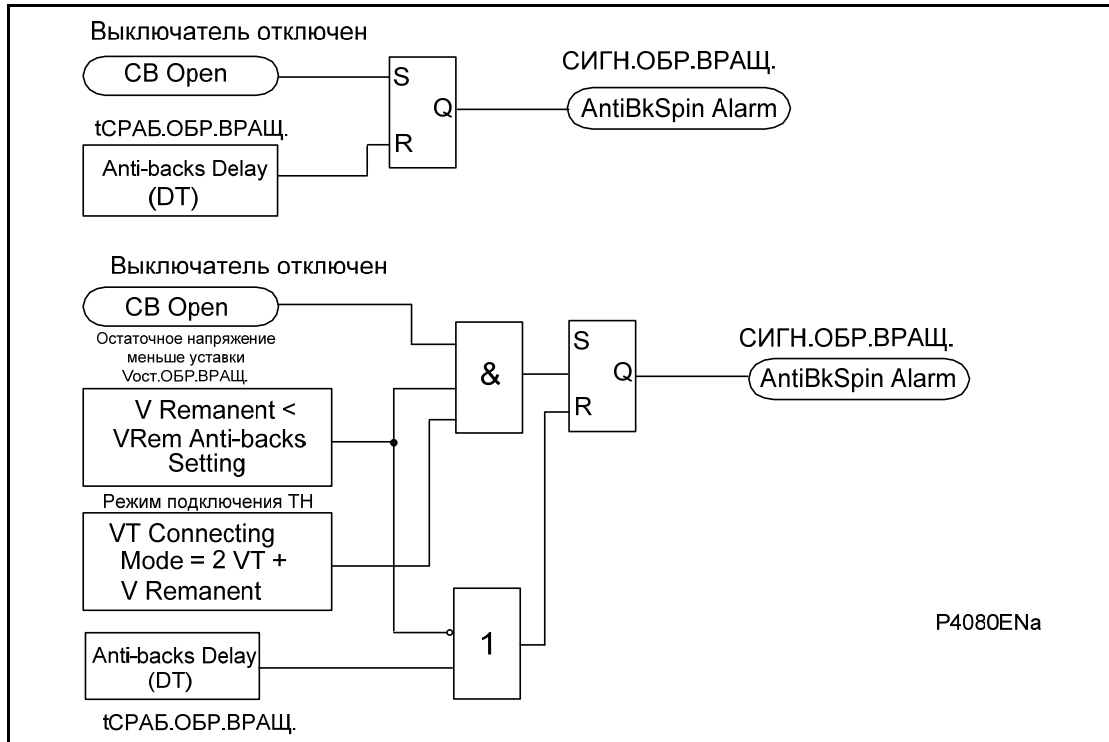 Выключатель отключен
CB Open
tСРАБ.ОБР.ВРАЩ.
Anti-backs Delay
(DT)
S
R
Q
СИГН.ОБР.ВРАЩ.
AntiBkSpin Alarm
Выключатель отключен
CB Open
Остаточное напряжение
меньше уставки
Vост.ОБР.ВРАЩ.
V Remanent <
VRem Anti-backs
Setting
Режим подключения ТН
VT Connecting
Mode = 2 VT +
V Remanent
Anti-backs Delay
(DT)
tСРАБ.ОБР.ВРАЩ.
&
1
S
R
Q
СИГН.ОБР.ВРАЩ.
AntiBkSpin Alarm
P4080ENa